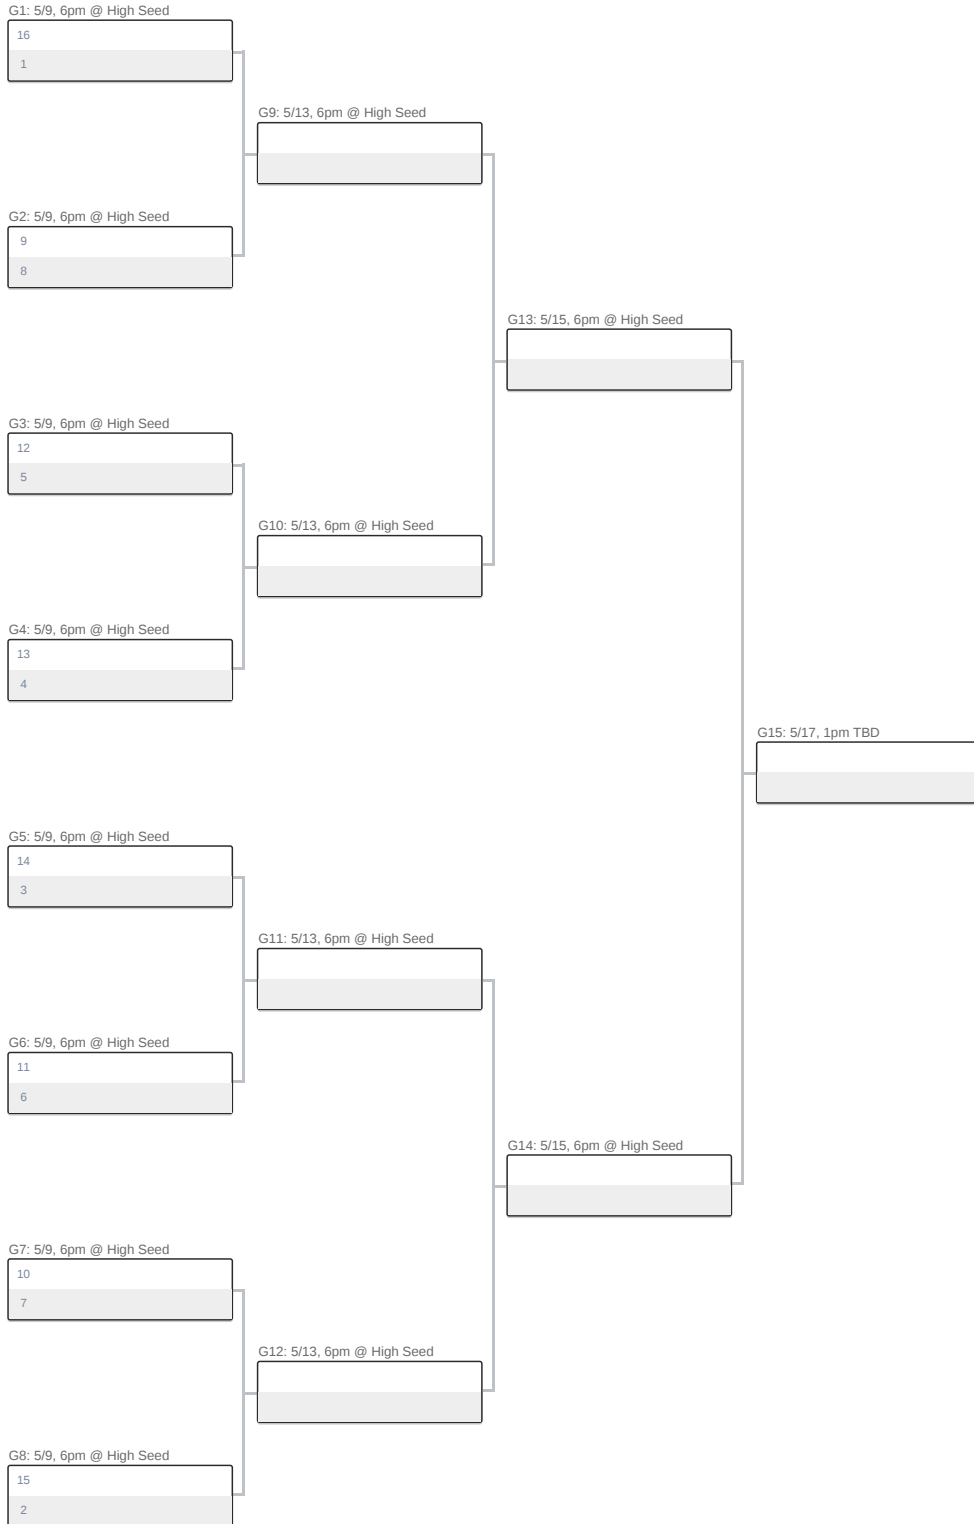 G1: 5/9, 6pm @ High Seed
16
1
G9: 5/13, 6pm @ High Seed
G2: 5/9, 6pm @ High Seed
9
8
G13: 5/15, 6pm @ High Seed
G3: 5/9, 6pm @ High Seed
12
5
G10: 5/13, 6pm @ High Seed
G4: 5/9, 6pm @ High Seed
13
4
G15: 5/17, 1pm TBD
G5: 5/9, 6pm @ High Seed
14
3
G11: 5/13, 6pm @ High Seed
G6: 5/9, 6pm @ High Seed
11
6
G14: 5/15, 6pm @ High Seed
G7: 5/9, 6pm @ High Seed
10
7
G12: 5/13, 6pm @ High Seed
G8: 5/9, 6pm @ High Seed
15
2